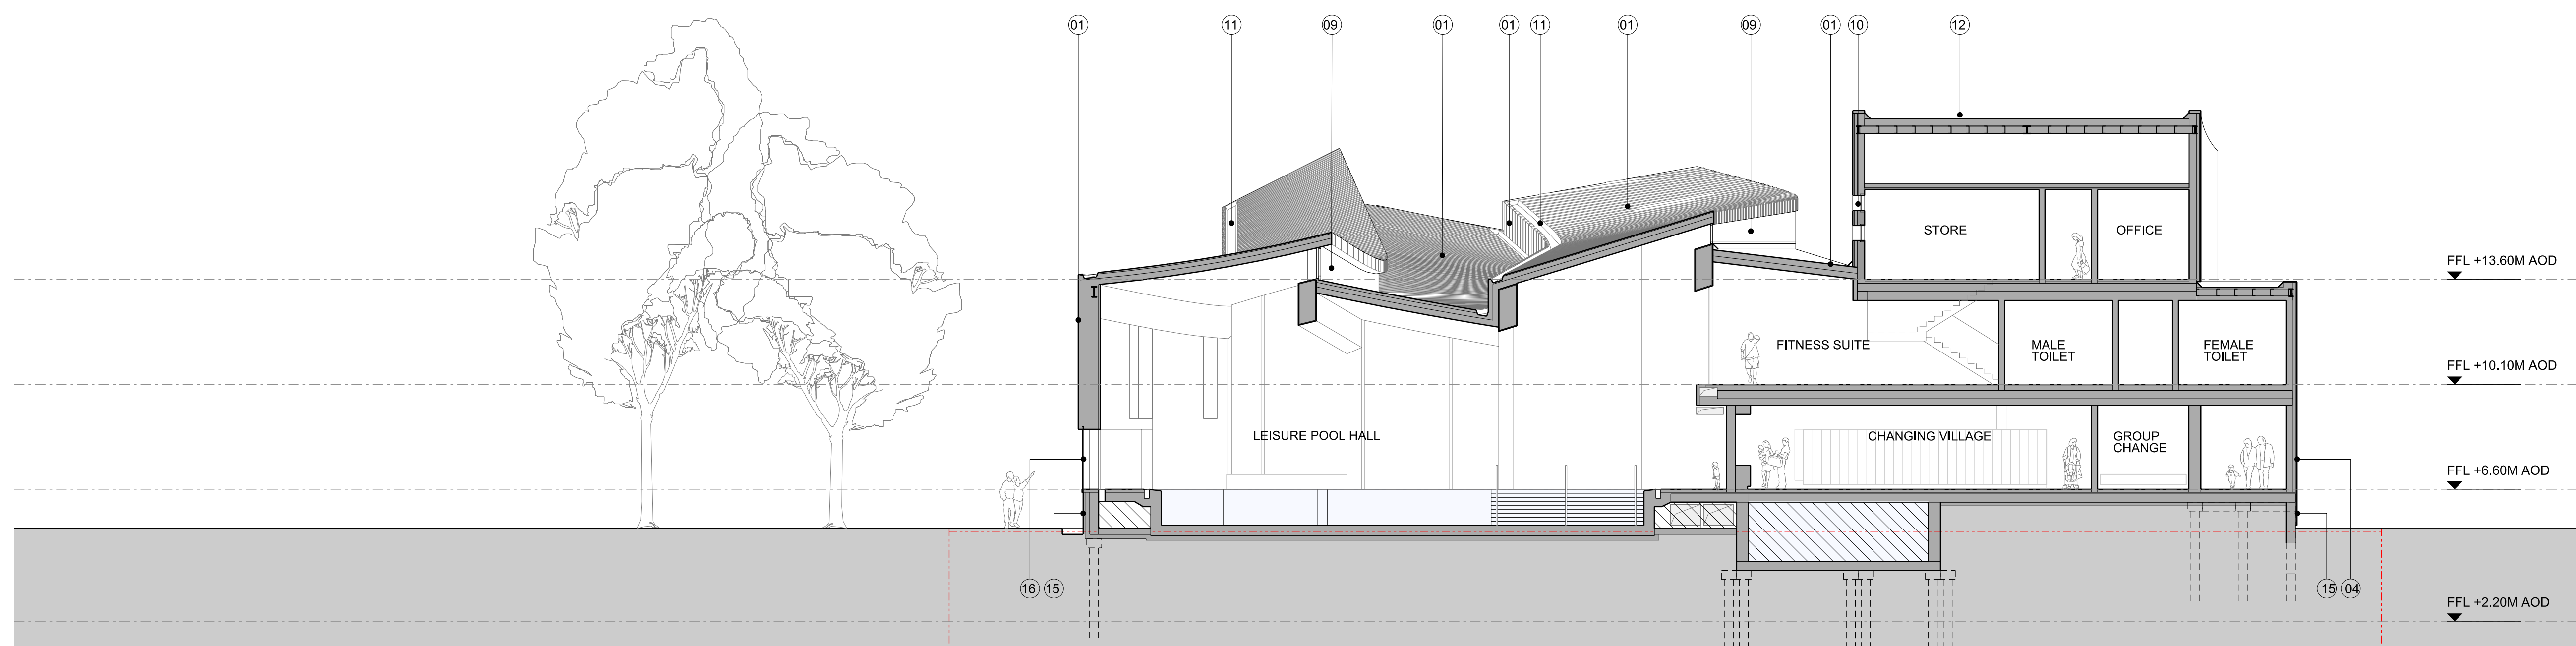 01
11
09
01
01
11
01
09
01
10
12
STORE
OFFICE
FFL +13.60M AOD
FITNESS SUITE
MALE
TOILET
FEMALE
TOILET
FFL +10.10M AOD
LEISURE POOL HALL
CHANGING VILLAGE
GROUP
CHANGE
FFL +6.60M AOD
16
15
15
04
FFL +2.20M AOD